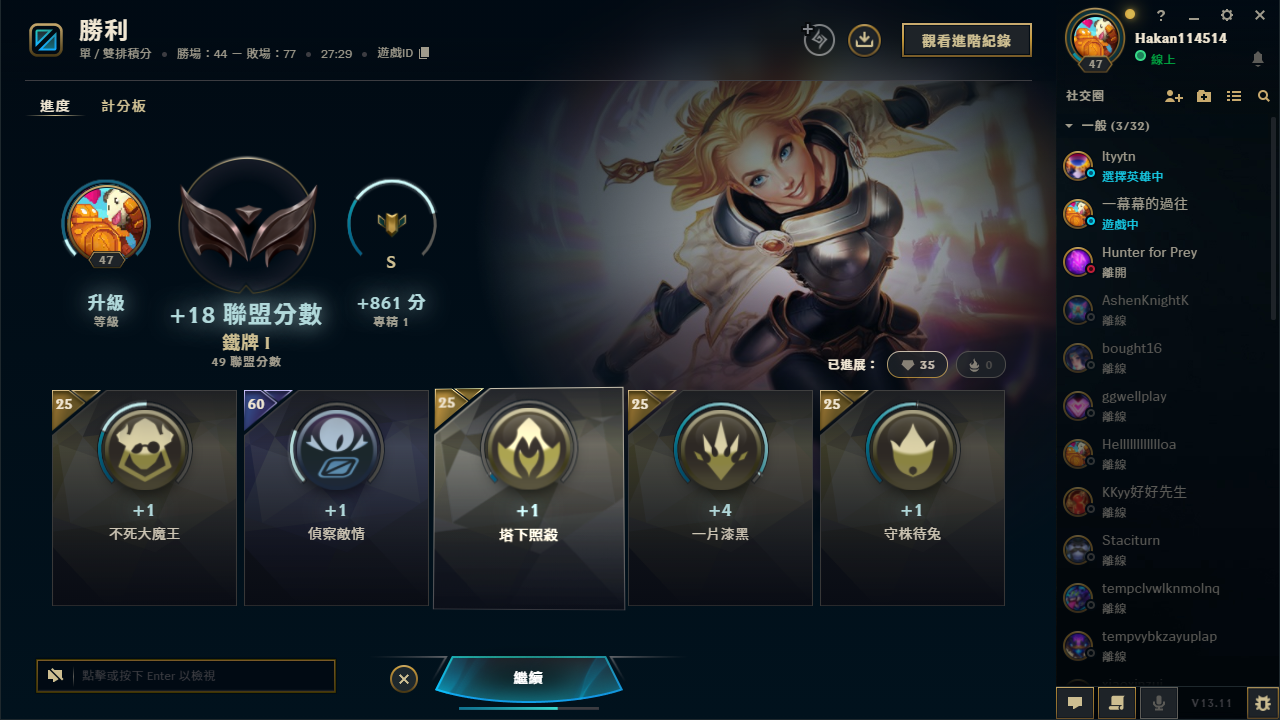 勝利
單 / 雙排積分 • 勝場：44 — 敗場：77 • 27:29 • 遊戲ID
觀看進階紀錄
進度
計分板
47
升級
等級
+18 聯盟分數
鐵牌 I
49 聯盟分數
S
+861 分
專精 1
已進展：
35
0
25
+1
不死大魔王
60
+1
偵察敵情
25
+1
塔下照殺
25
+4
一片漆黑
25
+1
守株待兔
點擊或按下 Enter 以檢視
繼續
47
Hakan114514
線上
社交圈
一般 (3/32)
選擇英雄中
一幕幕的過往
遊戲中
Hunter for Prey
離開
AshenKnightK
離線
bought16
離線
ggwellplay
離線
離線
KKyy好好先生
離線
Staciturn
離線
tempclvwlknmolnq
離線
tempvybkzayuplap
離線
V13.11